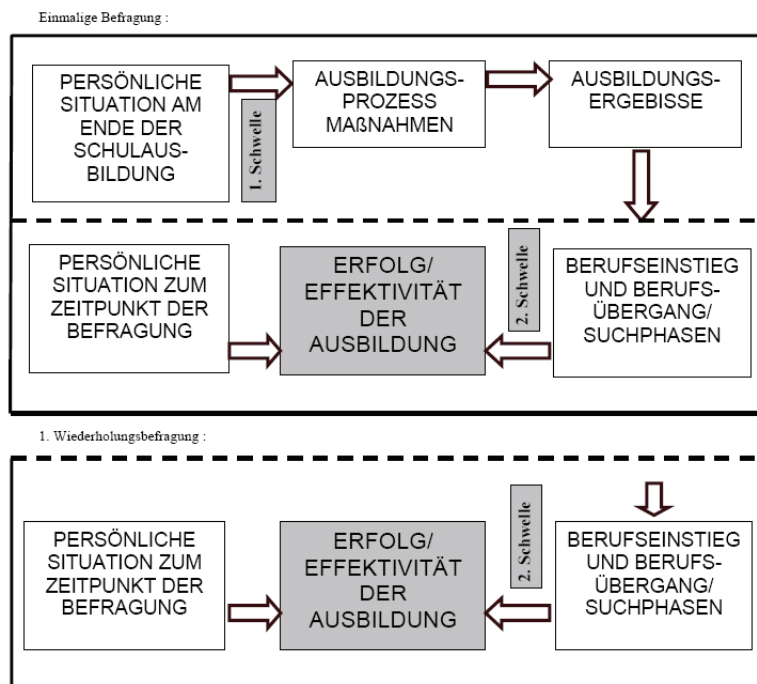 Einmalige Befragung :
PERSÖNLICHE
SITUATION AM
ENDE DER
SCHULAUS-
BILDUNG
1. Schwelle
AUSBILDUNGS-
PROZESS
MAßNAHMEN
AUSBILDUNGS-
ERGEBISSE
PERSÖNLICHE
SITUATION ZUM
ZEITPUNKT DER
BEFRAGUNG
ERFOLG/
EFFEKTIVITÄT
DER
AUSBILDUNG
2. Schwelle
BERUFSEINSTIEG
UND BERUFS-
ÜBERGANG/
SUCHPHASEN
1. Wiederholungsbefragung :
PERSÖNLICHE
SITUATION ZUM
ZEITPUNKT DER
BEFRAGUNG
ERFOLG/
EFFEKTIVITÄT
DER
AUSBILDUNG
2. Schwelle
BERUFSEINSTIEG
UND BERUFS-
ÜBERGANG/
SUCHPHASEN